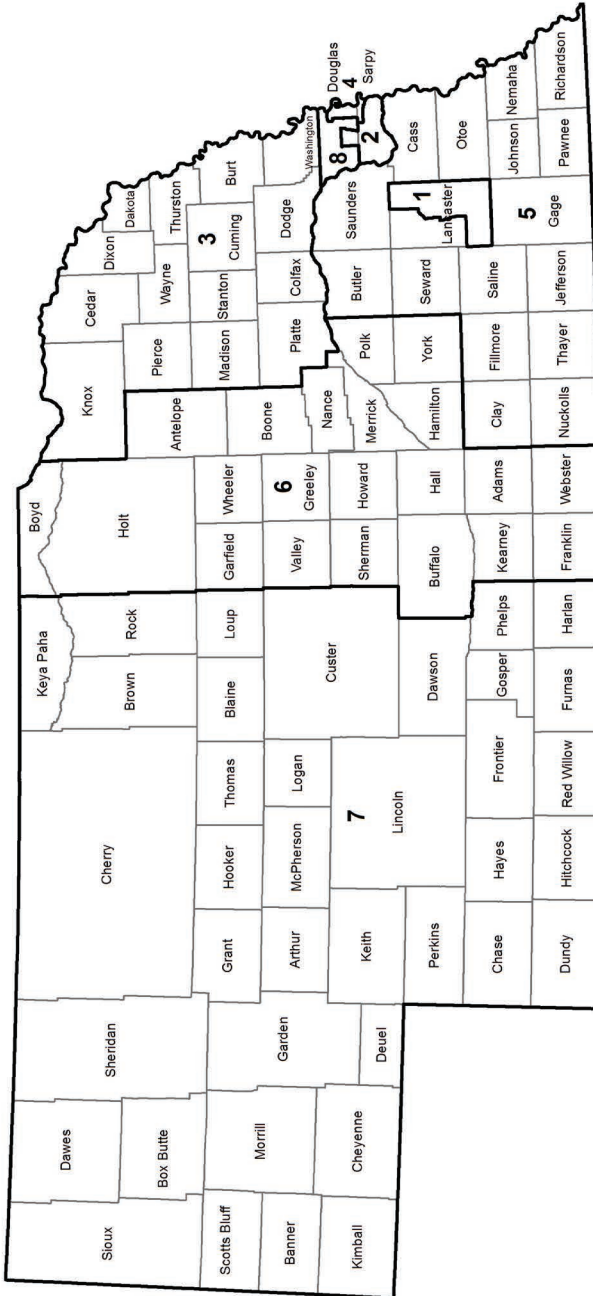 Sioux
Dawes
Box Butte
Sheridan
Scotts Bluff
Banner
Kimball
Morrill
Cheyenne
Garden
Deuel
Cherry
Grant
Hooker
Thomas
Arthur
McPherson
Logan
Keith
Lincoln
7
Perkins
Chase
Hayes
Frontier
Dundy
Hitchcock
Red Willow
Keya Paha
Brown
Rock
Blaine
Loup
Custer
Dawson
Gosper
Phelps
Furnas
Harlan
Boyd
Holt
Garfield
Wheeler
Valley
6
Greeley
Sherman
Howard
Buffalo
Hall
Kearney
Adams
Franklin
Webster
Knox
Antelope
Boone
Nance
Merrick
Hamilton
Polk
York
Clay
Fillmore
Nuckolls
Thayer
Cedar
Dixon
Dakota
Pierce
Wayne
Thurston
Madison
Stanton
3
Cuming
Burt
Platte
Colfax
Dodge
Washington
Butler
Saunders
8
Douglas
4
Sarpy
2
Seward
1
Lancaster
Cass
Otoe
Saline
5
Gage
Johnson
Nemaha
Jefferson
Pawnee
Richardson